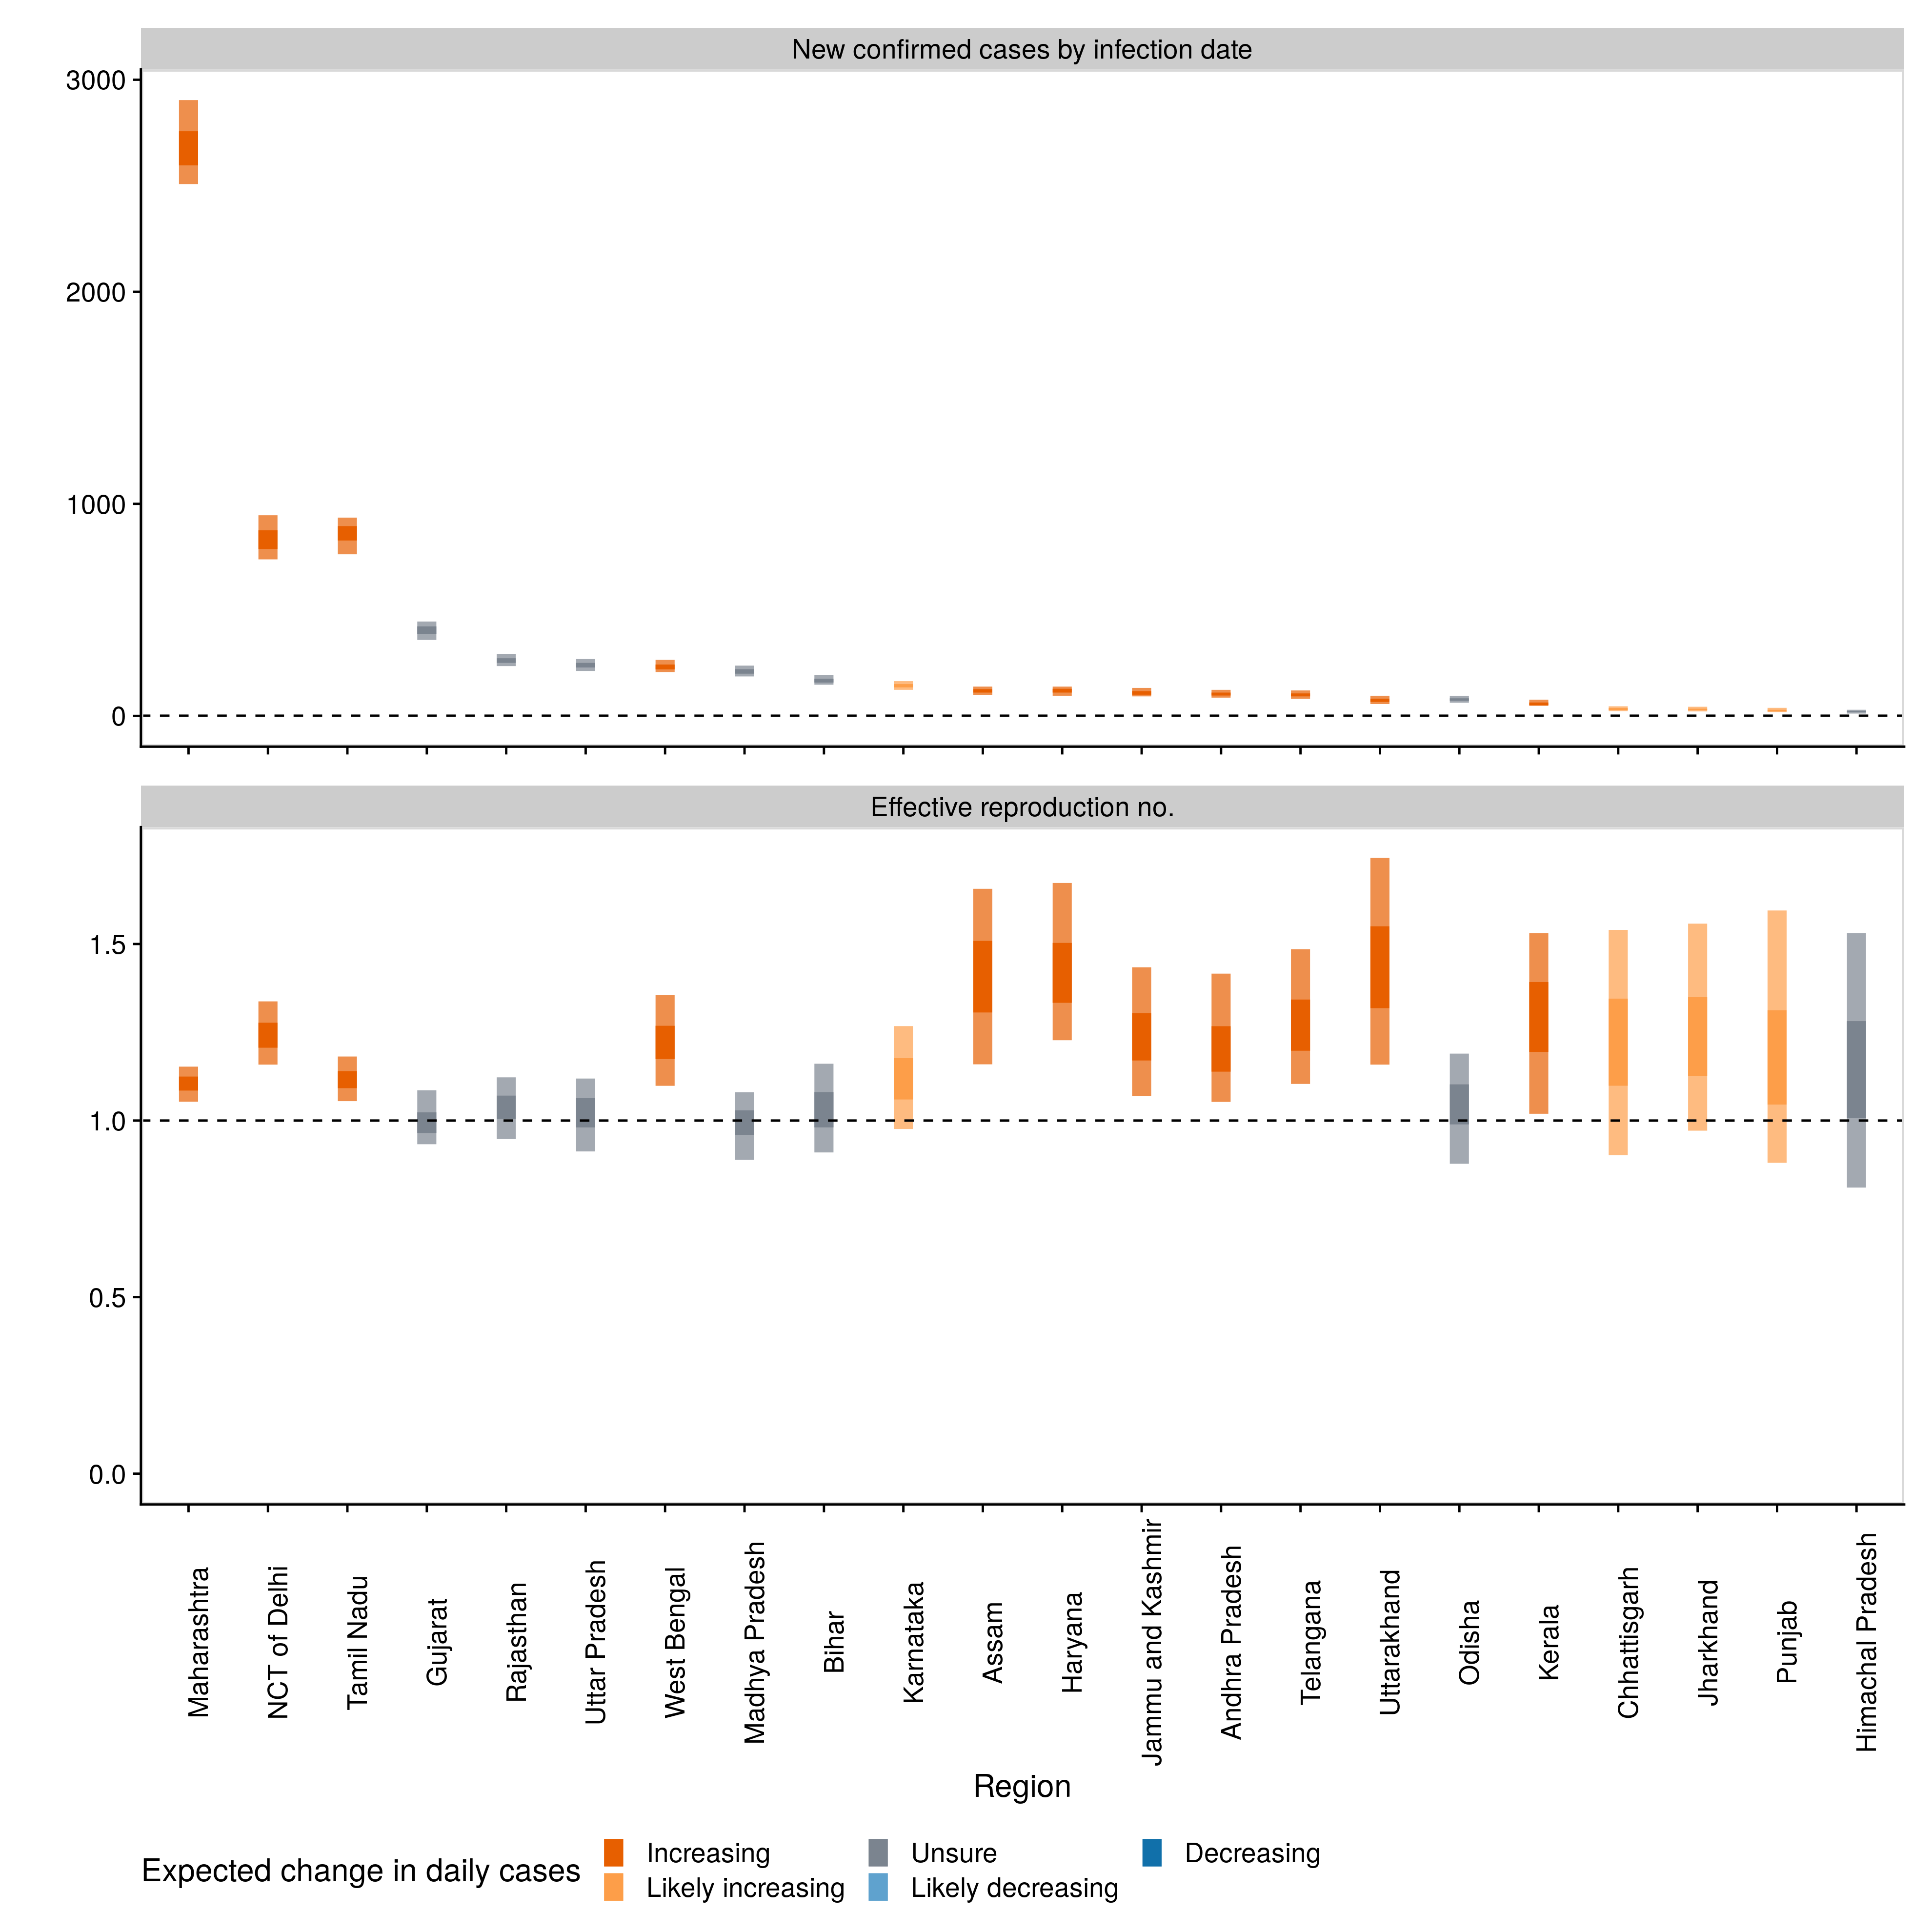 New confirmed cases by infection date
3000
2000
1000
0
Effective reproduction no.
1.5
1.0
0.5
0.0
Maharashtra
NCT of Delhi
Tamil Nadu
Gujarat
Rajasthan
Uttar Pradesh
West Bengal
Madhya Pradesh
Bihar
Karnataka
Assam
Haryana
Jammu and Kashmir
Andhra Pradesh
Telangana
Uttarakhand
Odisha
Kerala
Chhattisgarh
Jharkhand
Punjab
Himachal Pradesh
Region
Expected change in daily cases
Increasing
Unsure
Decreasing
Likely increasing
Likely decreasing